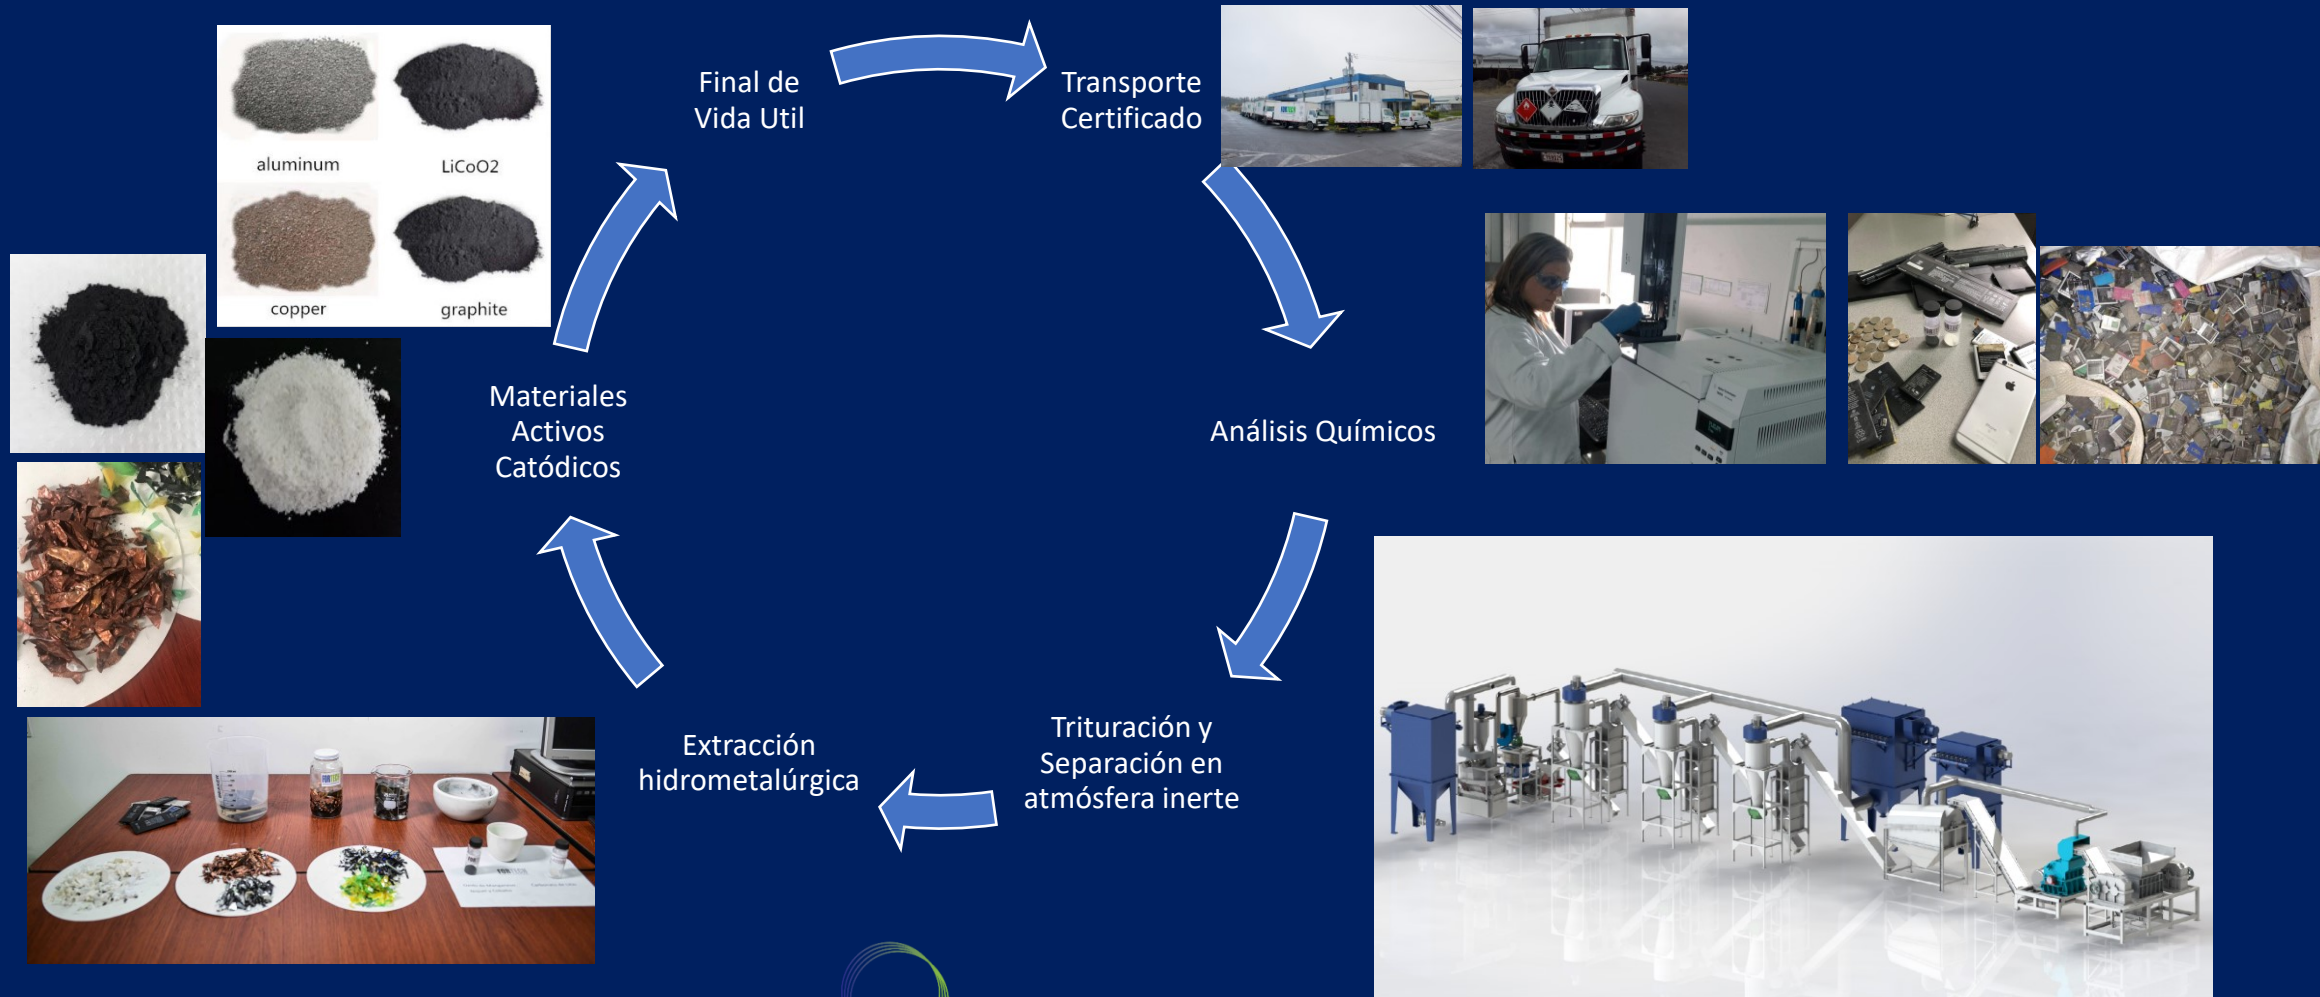 Final de
Vida Util
Transporte
Certificado
aluminum
LiCoO2
copper
graphite
Análisis Químicos
Materiales
Activos
Catódicos
Extracción
hidrometalúrgica
Trituración y
Separación en
atmósfera inerte